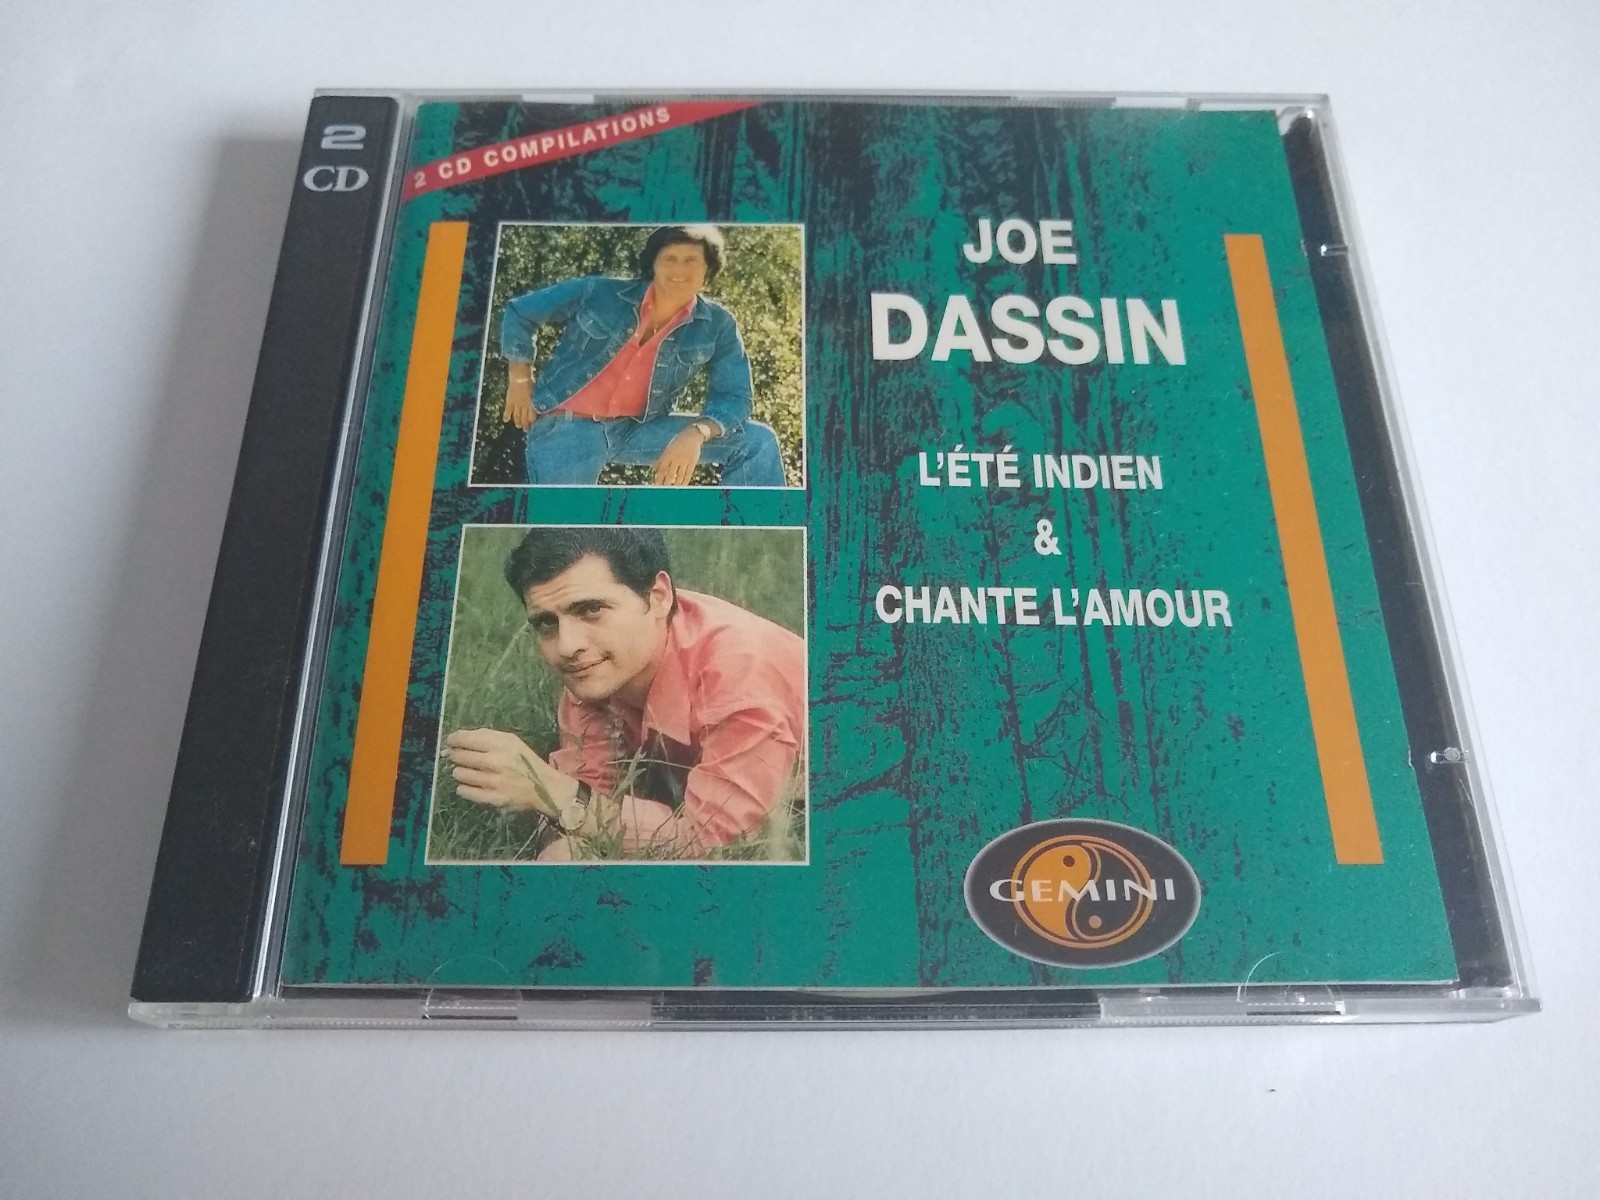 2
CD
2 CD COMPILATIONS
JOE
DASSIN
L'ÉTÉ INDIEN
&
CHANTE L'AMOUR
GEMINI